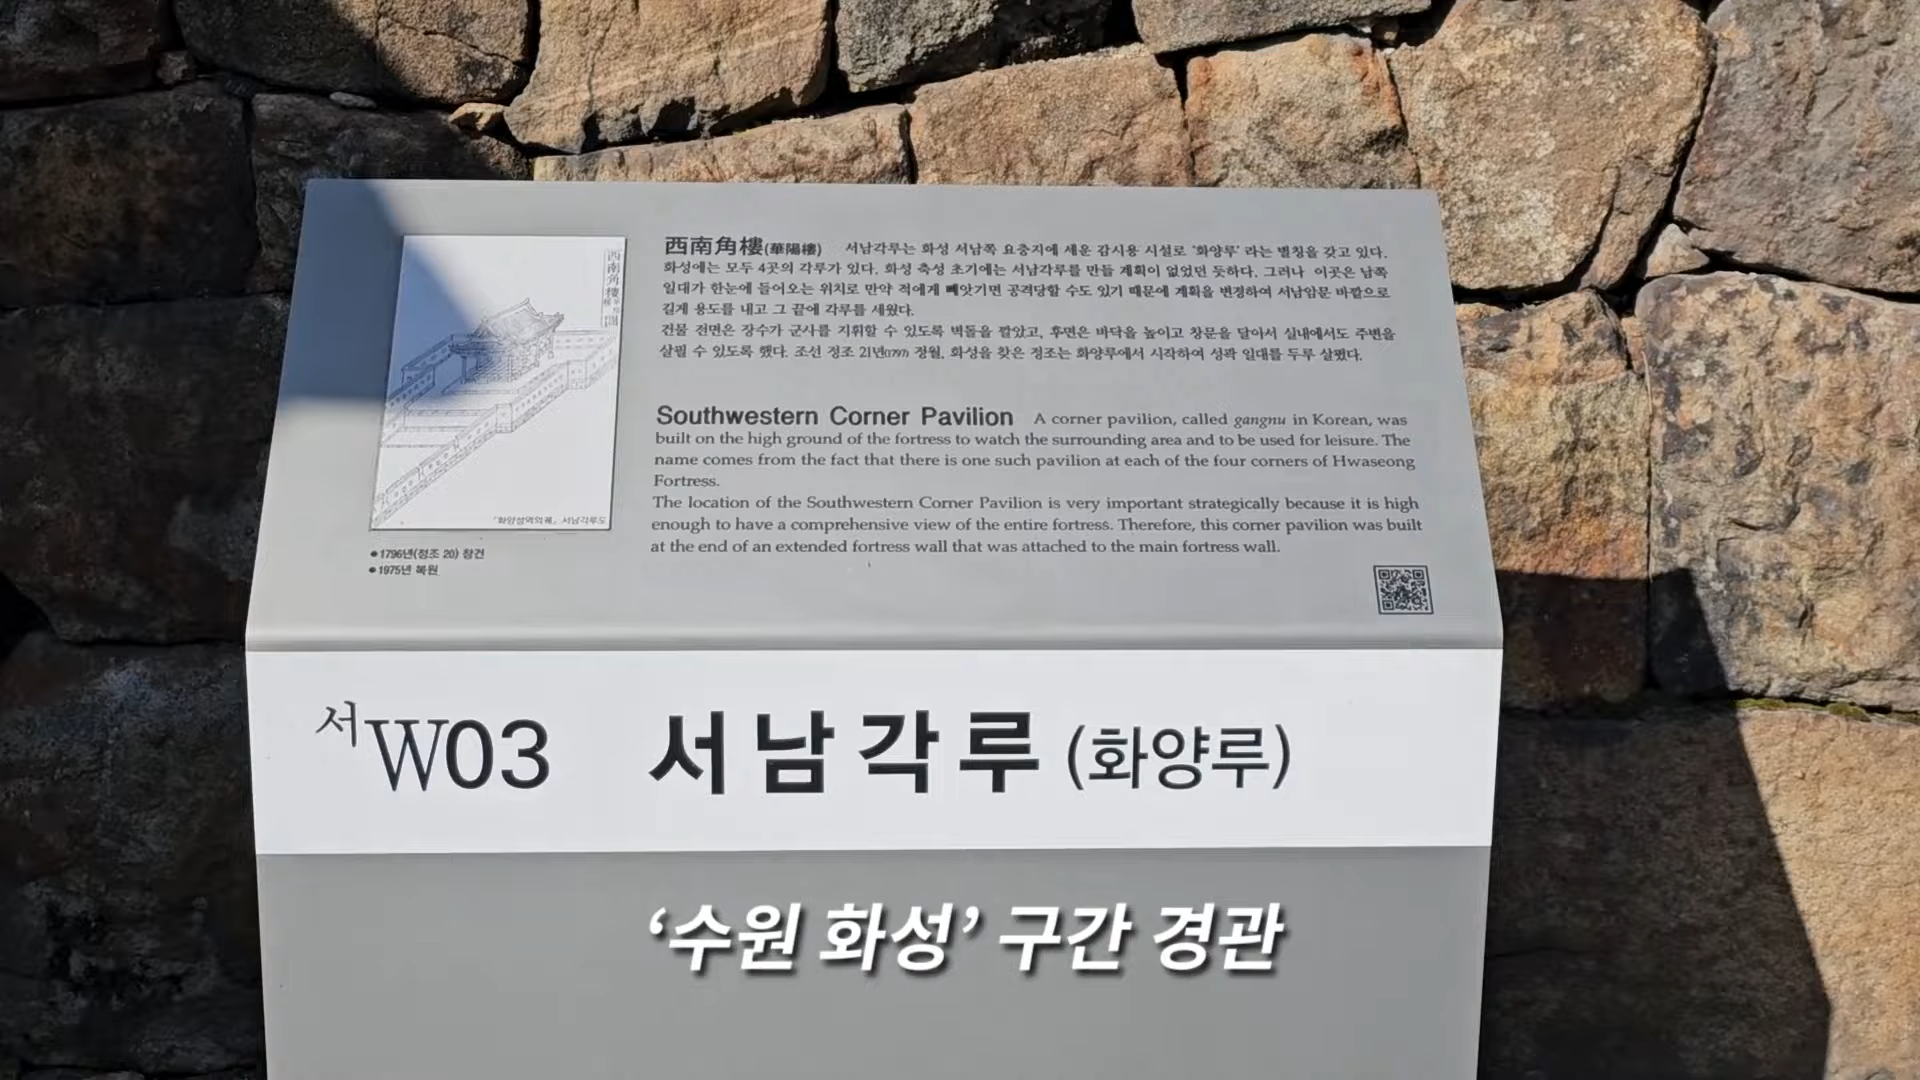 西南角樓
西南角樓(華陽樓) 서남각루는 화성 서남쪽 요충지에 세운 감시용 시설로 '화양루' 라는 별칭을 갖고 있다.
화성에는 모두 4곳의 각루가 있다. 화성 축성 초기에는 서남각루를 만들 계획이 없었던 듯하다. 그러나 이곳은 남쪽
일대가 한눈에 들어오는 위치로 만약 적에게 빼앗기면 공격당할 수도 있기 때문에 계획을 변경하여 서남암문 바깥으로
길게 용도를 내고 그 끝에 각루를 세웠다.
건물 전면은 장수가 군사를 지휘할 수 있도록 벽돌을 깔았고, 후면은 바닥을 높이고 창문을 달아서 실내에서도 주변을
살필 수 있도록 했다. 조선 정조 21년(1797) 정월, 화성을 찾은 정조는 화양루에서 시작하여 성곽 일대를 두루 살폈다.
Southwestern Corner Pavilion A corner pavilion, called gangnu in Korean, was
built on the high ground of the fortress to watch the surrounding area and to be used for leisure. The
name comes from the fact that there is one such pavilion at each of the four corners of Hwaseong
Fortress.
The location of the Southwestern Corner Pavilion is very important strategically because it is high
enough to have a comprehensive view of the entire fortress. Therefore, this corner pavilion was built
at the end of an extended fortress wall that was attached to the main fortress wall.
서남각루도
●1796년(정조 20) 창건
●1975년 복원
서W03 서남각루 (화양루)
‘수원 화성’ 구간 경관